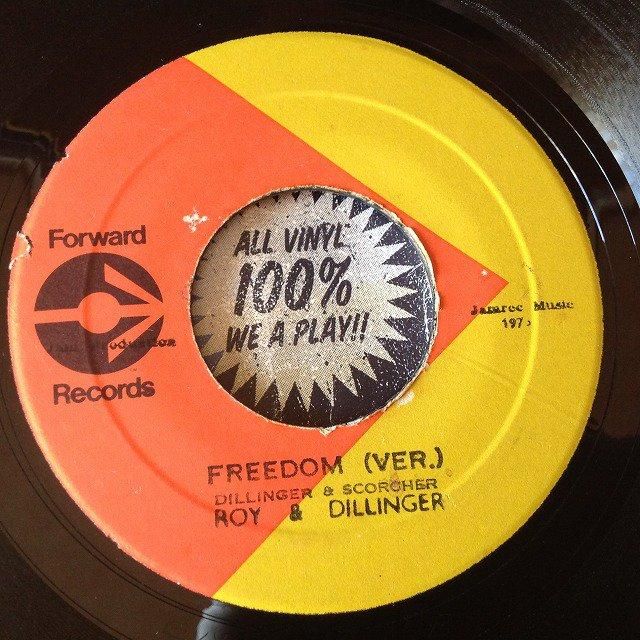 Forward
Records
ALL VINYL
100%
WE A PLAY!!
Jamrec Music
FREEDOM (VER.)
DILLINGER & SCORCHER
ROY & DILLINGER